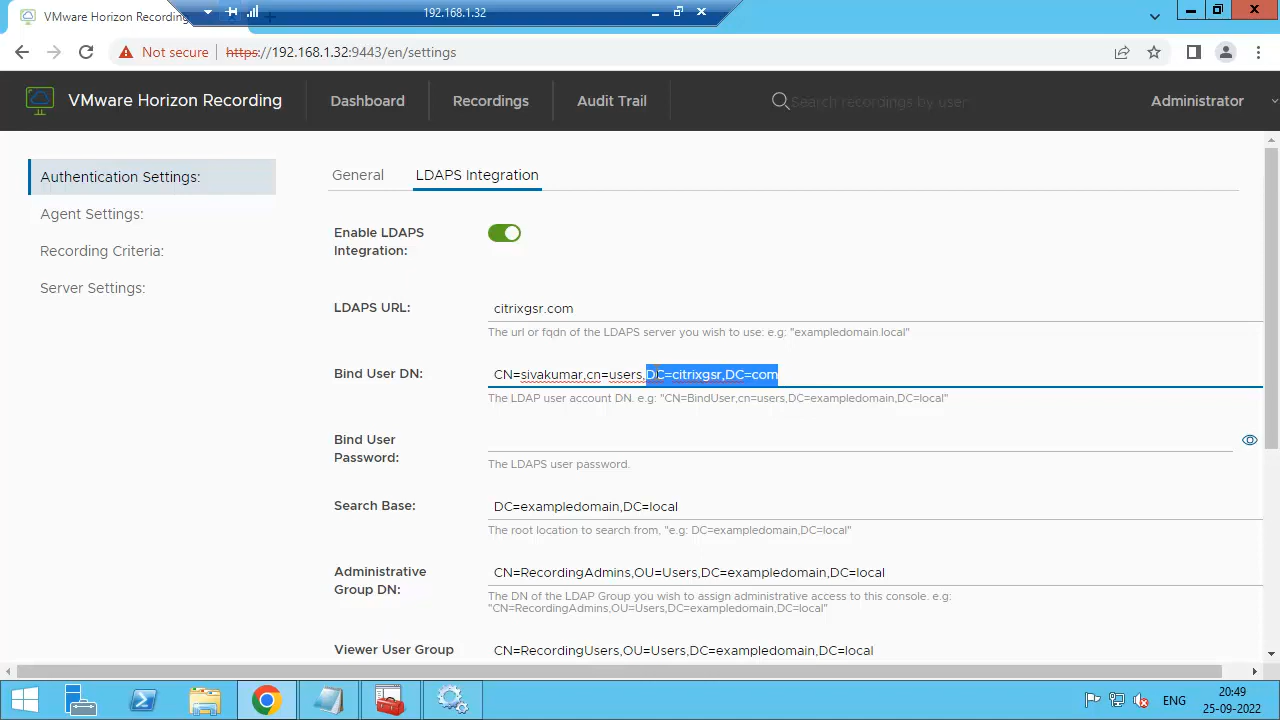 VMware Horizon Recording
192.168.1.32
Not secure
https://192.168.1.32:9443/en/settings
VMware Horizon Recording
Dashboard
Recordings
Audit Trail
Search recordings by user
Administrator
Authentication Settings:
Agent Settings:
Recording Criteria:
Server Settings:
General
LDAPS Integration
Enable LDAPS
Integration:
LDAPS URL:
citrixgsr.com
The url or fqdn of the LDAPS server you wish to use: e.g: "exampledomain.local"
Bind User DN:
CN=sivakumar,cn=users,DC=citrixgsr,DC=com
The LDAP user account DN. e.g: "CN=BindUser,cn=users,DC=exampledomain,DC=local"
Bind User
Password:
The LDAPS user password.
Search Base:
DC=exampledomain,DC=local
The root location to search from, "e.g: DC=exampledomain,DC=local"
Administrative
Group DN:
CN=RecordingAdmins,OU=Users,DC=exampledomain,DC=local
The DN of the LDAP Group you wish to assign administrative access to this console. e.g:
"CN=RecordingAdmins,OU=Users,DC=exampledomain,DC=local"
Viewer User Group
CN=RecordingUsers,OU=Users,DC=exampledomain,DC=local
ENG
20:49
25-09-2022